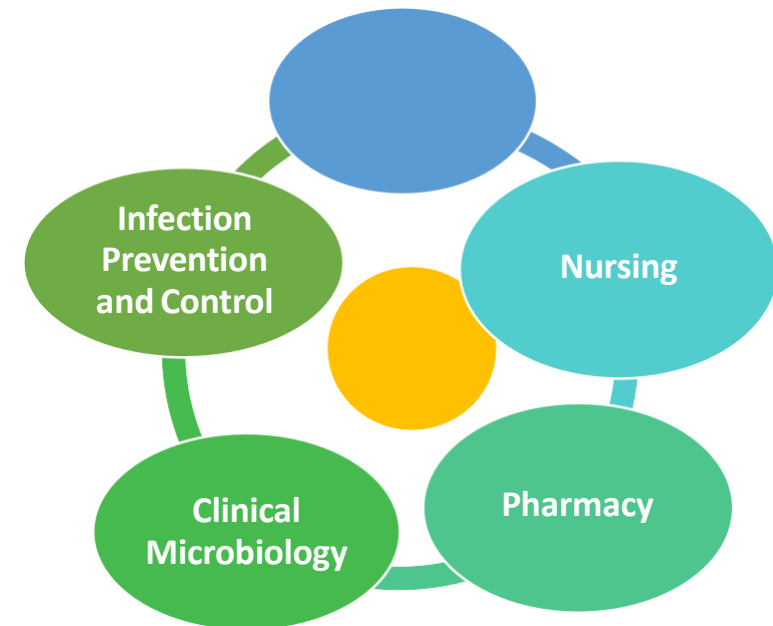 Infection
Prevention
and Control
Nursing
Pharmacy
Clinical
Microbiology